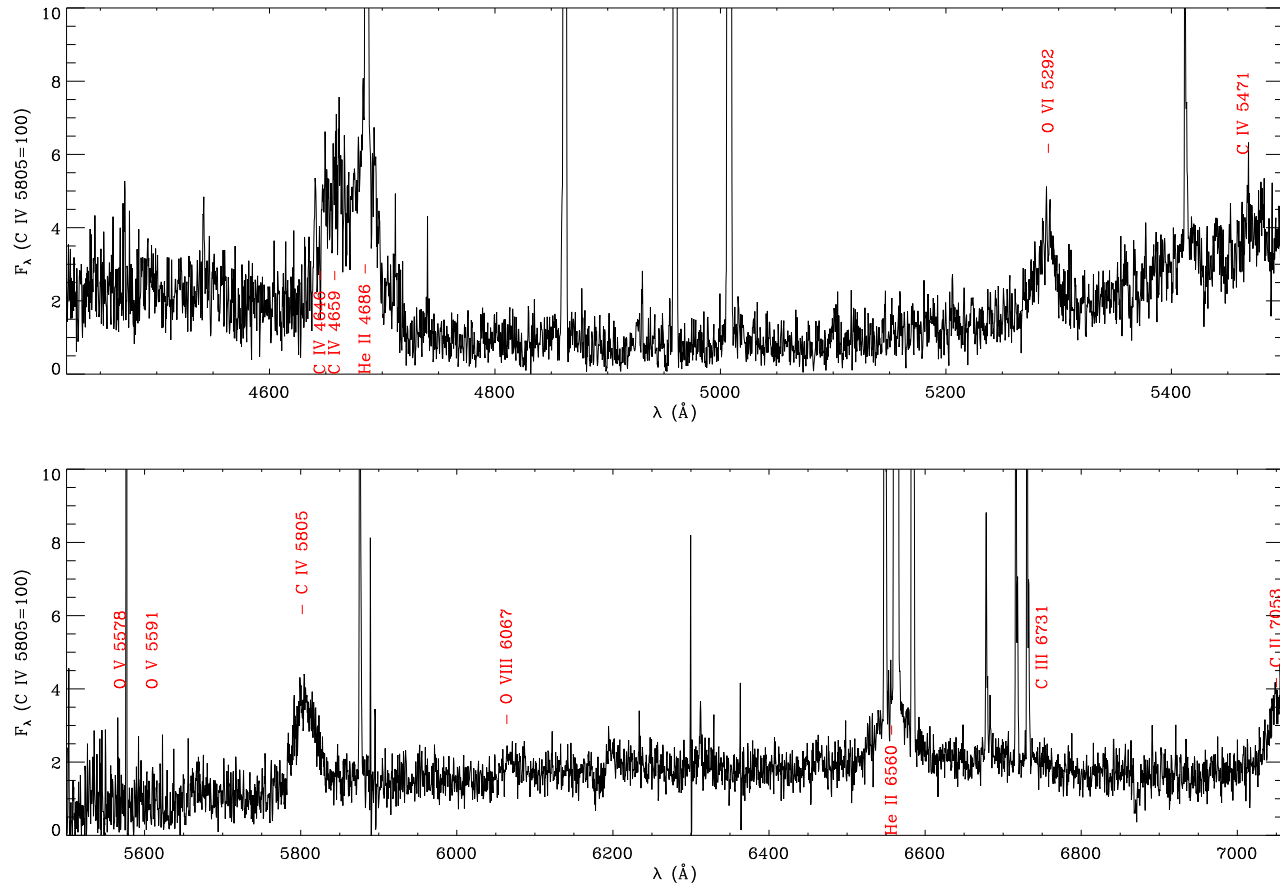 10
8
6
4
2
0
F_λ (C IV 5805=100)
C IV 4646
C IV 4659
He II 4686
O VI 5292
C IV 5471
4600
4800
5000
5200
5400
λ (Å)
10
8
6
4
2
0
F_λ (C IV 5805=100)
O V 5578
O V 5591
C IV 5805
O VIII 6067
He II 6560
C III 6731
C II 7053
5600
5800
6000
6200
6400
6600
6800
7000
λ (Å)